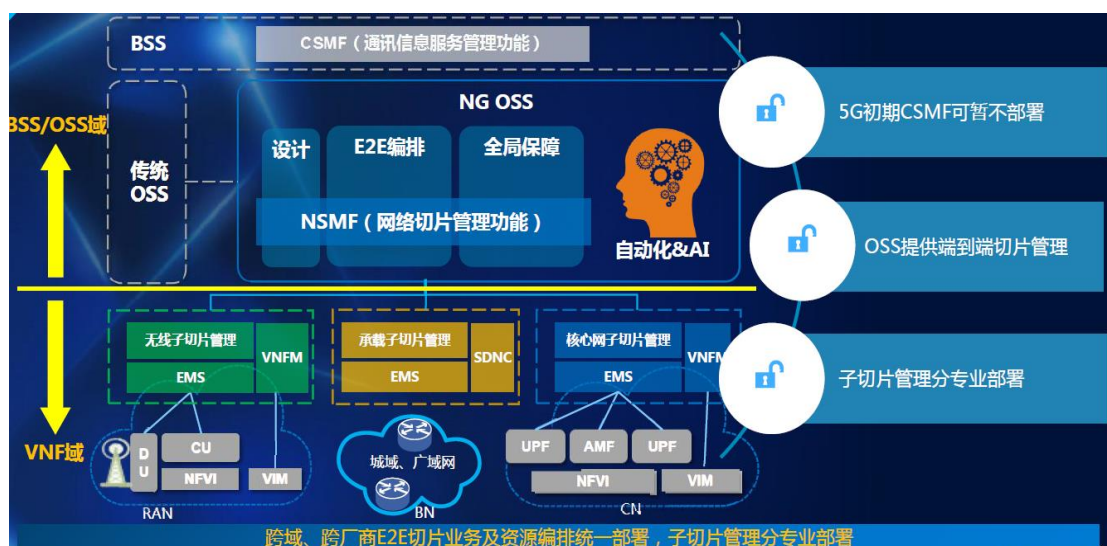 BSS
CSMF（通讯信息服务管理功能）
NG OSS
5G初期CSMF可暂不部署
BSS/OSS域
传统
OSS
设计
E2E编排
全局保障
NSMF（网络切片管理功能）
自动化&AI
OSS提供端到端切片管理
无线子切片管理
EMS
VNFM
承载子切片管理
EMS
SDNC
核心网子切片管理
EMS
VNFM
子切片管理分专业部署
VNF域
D
U
CU
NFVI
VIM
RAN
城域、广域网
BN
UPF
AMF
UPF
NFVI
VIM
CN
跨域、跨厂商E2E切片业务及资源编排统一部署，子切片管理分专业部署